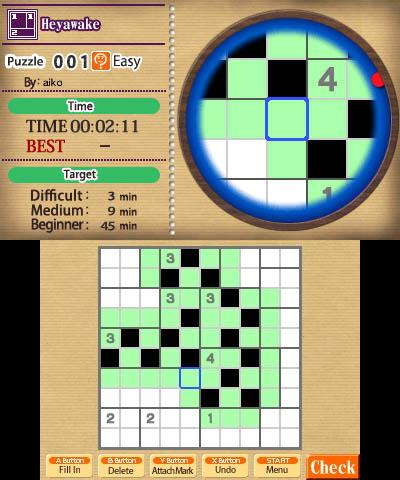 Heyawake
Puzzle 001 Easy
By: aiko
Time
TIME 00:02:11
BEST –
Target
Difficult: 3 min
Medium: 9 min
Beginner: 45 min
4
1
3
3 3
3
4
2 2 1
A Button
Fill In
B Button
Delete
Y Button
AttachMark
X Button
Undo
START
Menu
Check